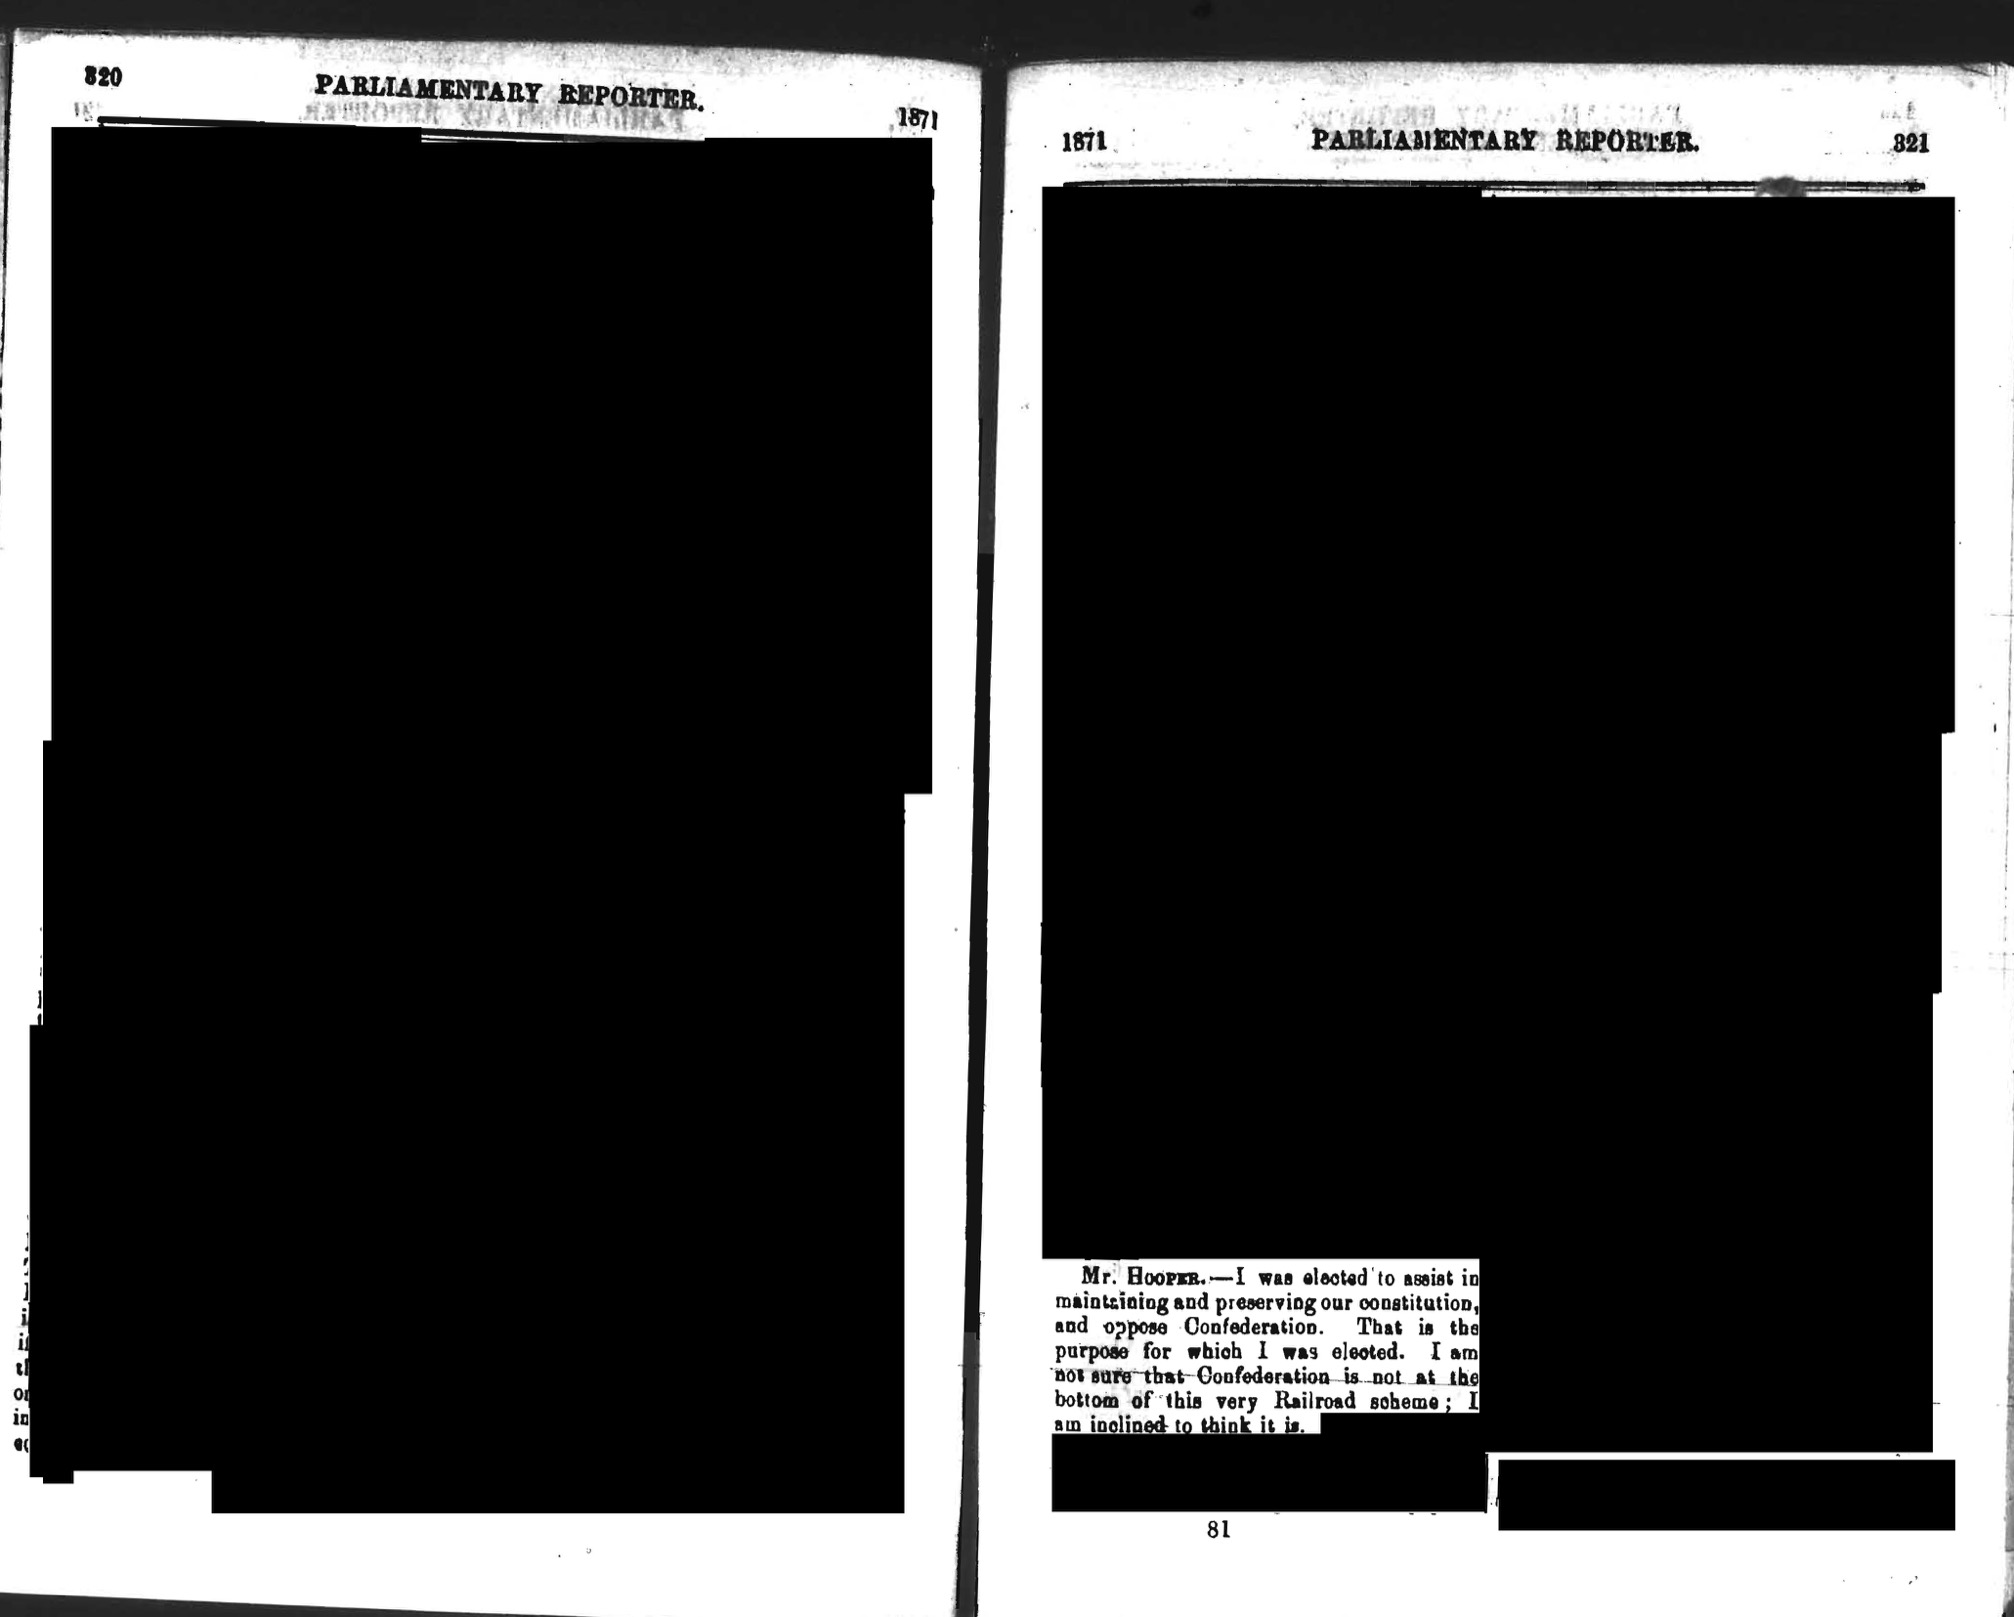 320
PARLIAMENTARY REPORTER.
1871
1871
PARLIAMENTARY REPORTER.
321
Mr. HOOPER.—I was elected to assist in
maintaining and preserving our constitution,
and oppose Confederation. That is the
purpose for which I was elected. I am
not sure that Confederation is not at the
bottom of this very Railroad scheme; I
am inclined to think it is.
81